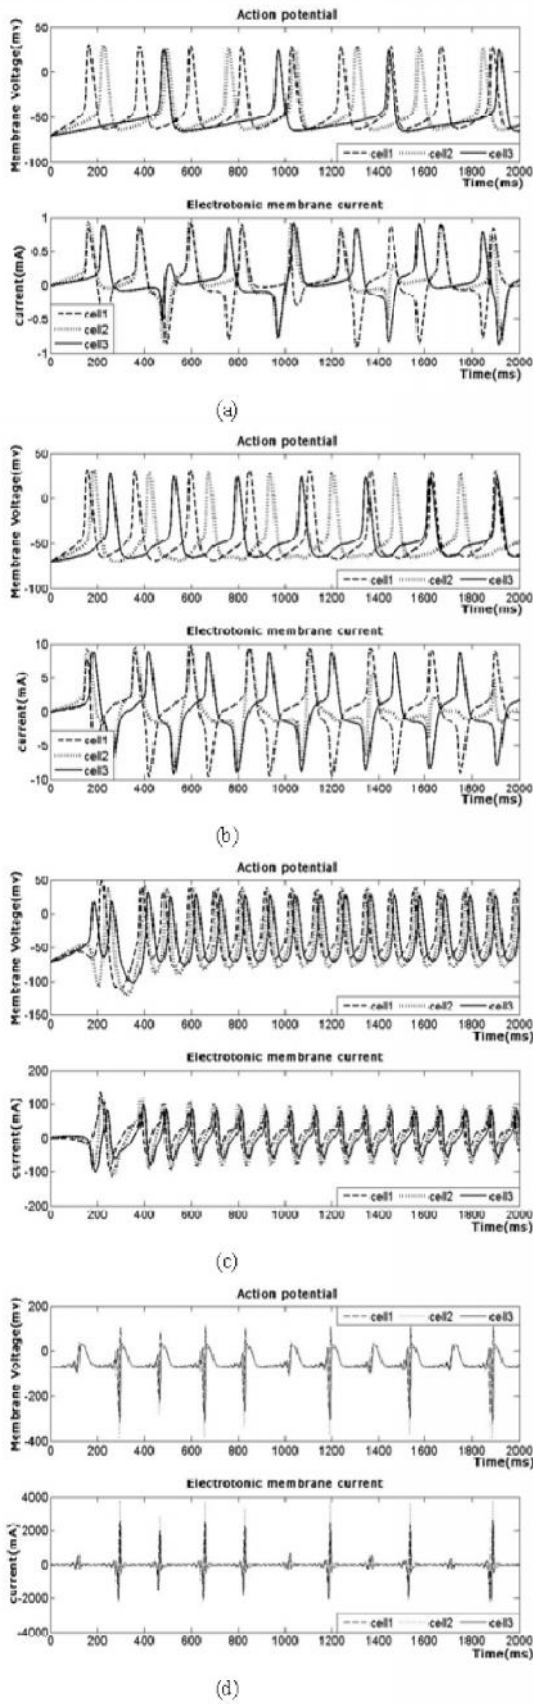 Action potential
Membrane Voltage(mv)
50
0
-50
-100
0 200 400 600 800 1000 1200 1400 1600 1800 2000
cell1 cell2 cell3
Time(ms)
Electrotonic membrane current
current(mA)
1
0.5
0
-0.5
-1
cell1
cell2
cell3
0 200 400 600 800 1000 1200 1400 1600 1800 2000
Time(ms)
(a)
Action potential
Membrane Voltage(mv)
50
0
-50
-100
cell1 cell2 cell3
0 200 400 600 800 1000 1200 1400 1600 1800 2000
Time(ms)
Electrotonic membrane current
current(mA)
10
5
0
-5
-10
cell1
cell2
cell3
0 200 400 600 800 1000 1200 1400 1600 1800 2000
Time(ms)
(b)
Action potential
Membrane Voltage(mv)
50
0
-50
-100
-150
cell1 cell2 cell3
0 200 400 600 800 1000 1200 1400 1600 1800 2000
Time(ms)
Electrotonic membrane current
current(mA)
200
100
0
-100
-200
cell1 cell2 cell3
0 200 400 600 800 1000 1200 1400 1600 1800 2000
Time(ms)
(c)
Action potential
Membrane Voltage(mv)
200
0
-200
-400
cell1 cell2 cell3
0 200 400 600 800 1000 1200 1400 1600 1800 2000
Time(ms)
Electrotonic membrane current
current(mA)
4000
2000
0
-2000
-4000
cell1 cell2 cell3
0 200 400 600 800 1000 1200 1400 1600 1800 2000
Time(ms)
(d)